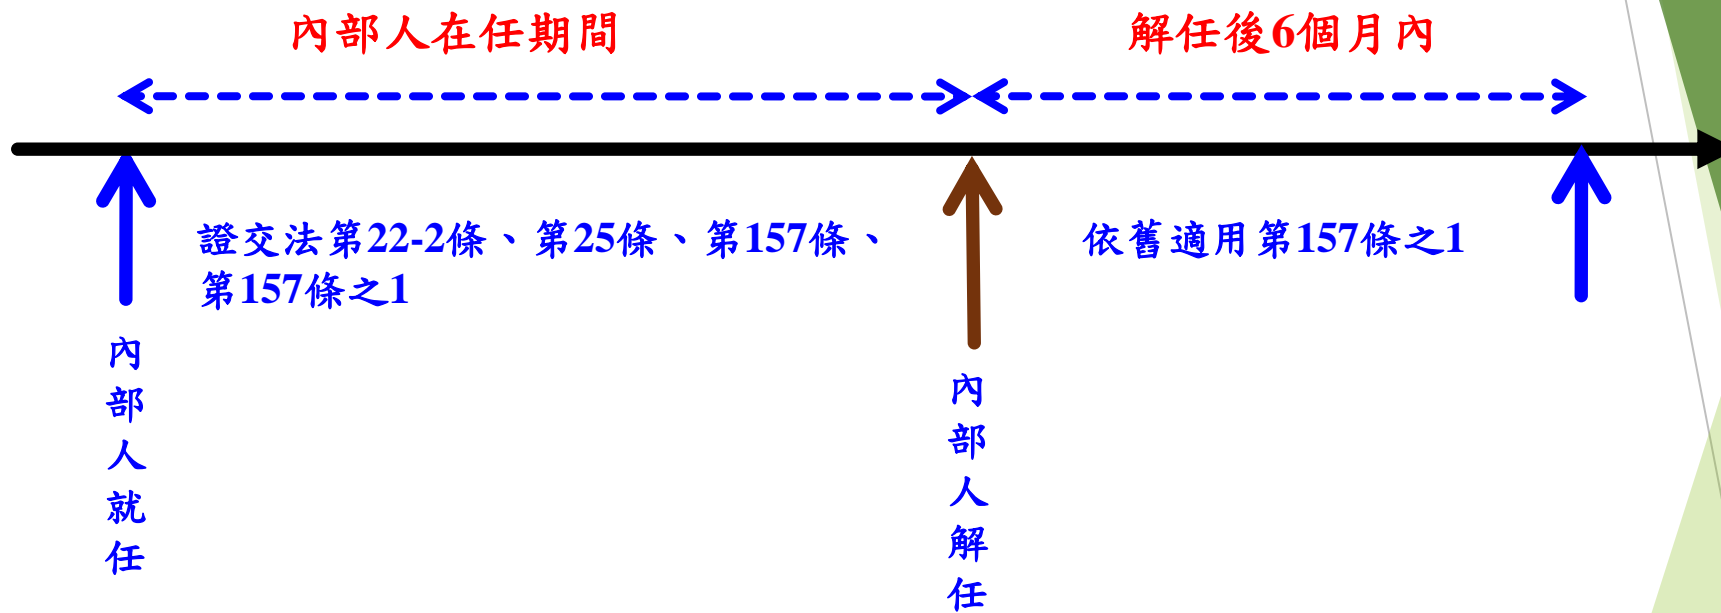 內部人在任期間
解任後6個月內
證交法第22-2條、第25條、第157條、
第157條之1
依舊適用第157條之1
內部人就任
內部人解任